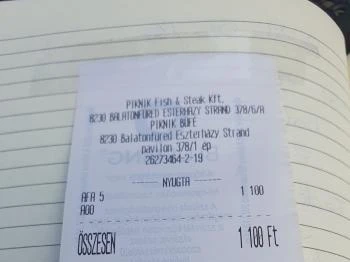 PIKNIK Fish & Steak Kft.
8230 BALATONFÜRED ESTERHÁZY STRAND 378/6/A
PIKNIK BÜFÉ
8230 Balatonfüred Eszterházy Strand
pavilon 378/1 ép
26273464-2-19
NYUGTA
ÁFA 5 1 100
A00
ÖSSZESEN 1 100 Ft